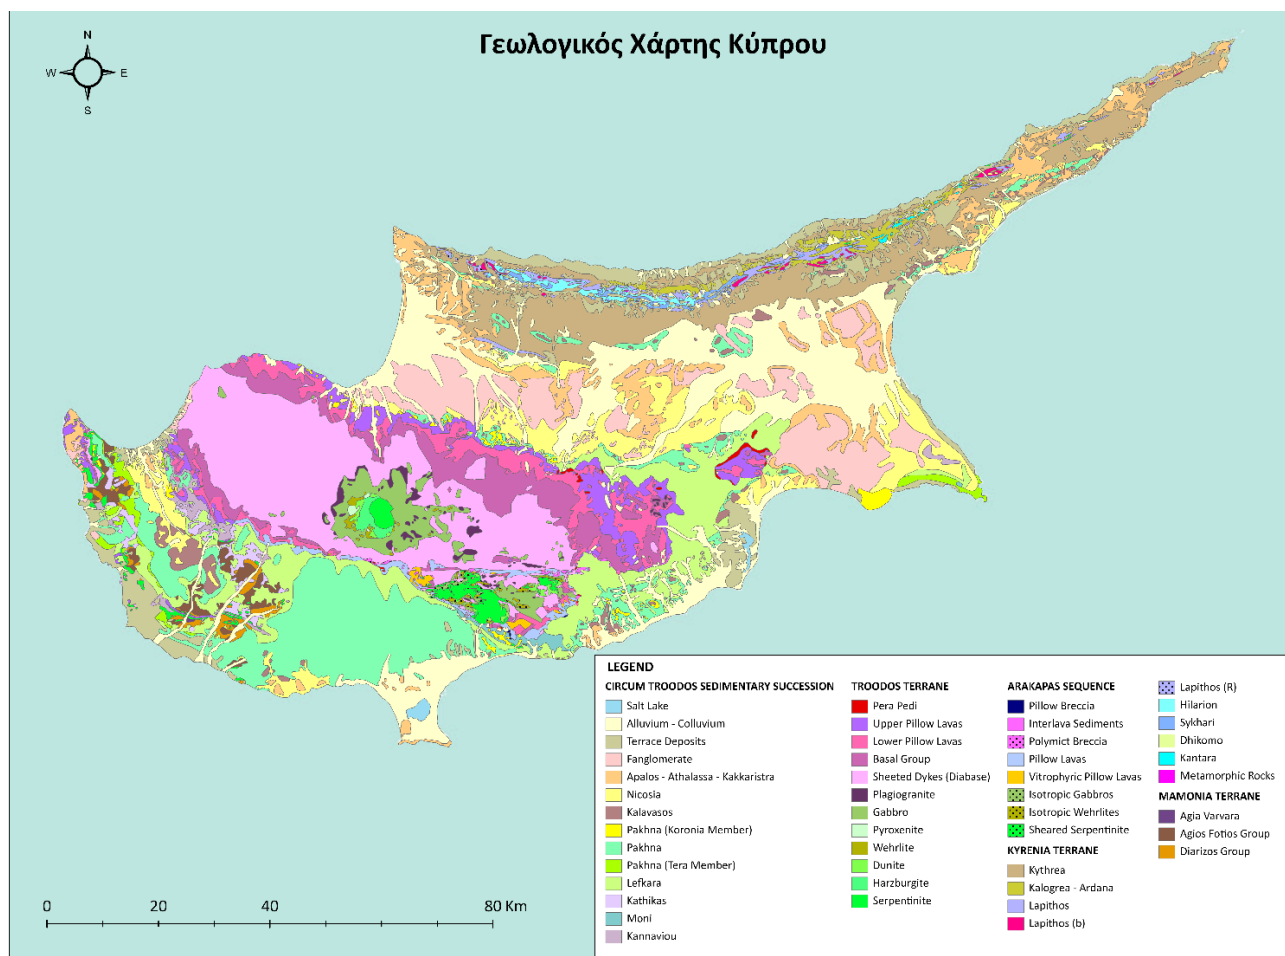 Γεωλογικός Χάρτης Κύπρου
N
W E
S
LEGEND
CIRCUM TROODOS SEDIMENTARY SUCCESSION
Salt Lake
Alluvium - Colluvium
Terrace Deposits
Fanglomerate
Apalos - Athalassa - Kakkaristra
Nicosia
Kalavasos
Pakhna (Koronia Member)
Pakhna
Pakhna (Tera Member)
Lefkara
Kathikas
Moni
Kannaviou
TROODOS TERRANE
Pera Pedi
Upper Pillow Lavas
Lower Pillow Lavas
Basal Group
Sheeted Dykes (Diabase)
Plagiogranite
Gabbro
Pyroxenite
Wehrlite
Dunite
Harzburgite
Serpentinite
ARAKAPAS SEQUENCE
Pillow Breccia
Interlava Sediments
Polymict Breccia
Pillow Lavas
Vitrophyric Pillow Lavas
Isotropic Gabbros
Isotropic Wehrlites
Sheared Serpentinite
KYRENIA TERRANE
Kythrea
Kalogrea - Ardana
Lapithos
Lapithos (b)
Lapithos (R)
Hilarion
Sykhari
Dhikomo
Kantara
Metamorphic Rocks
MAMONIA TERRANE
Agia Varvara
Agios Fotios Group
Diarizos Group
0 20 40 80 Km